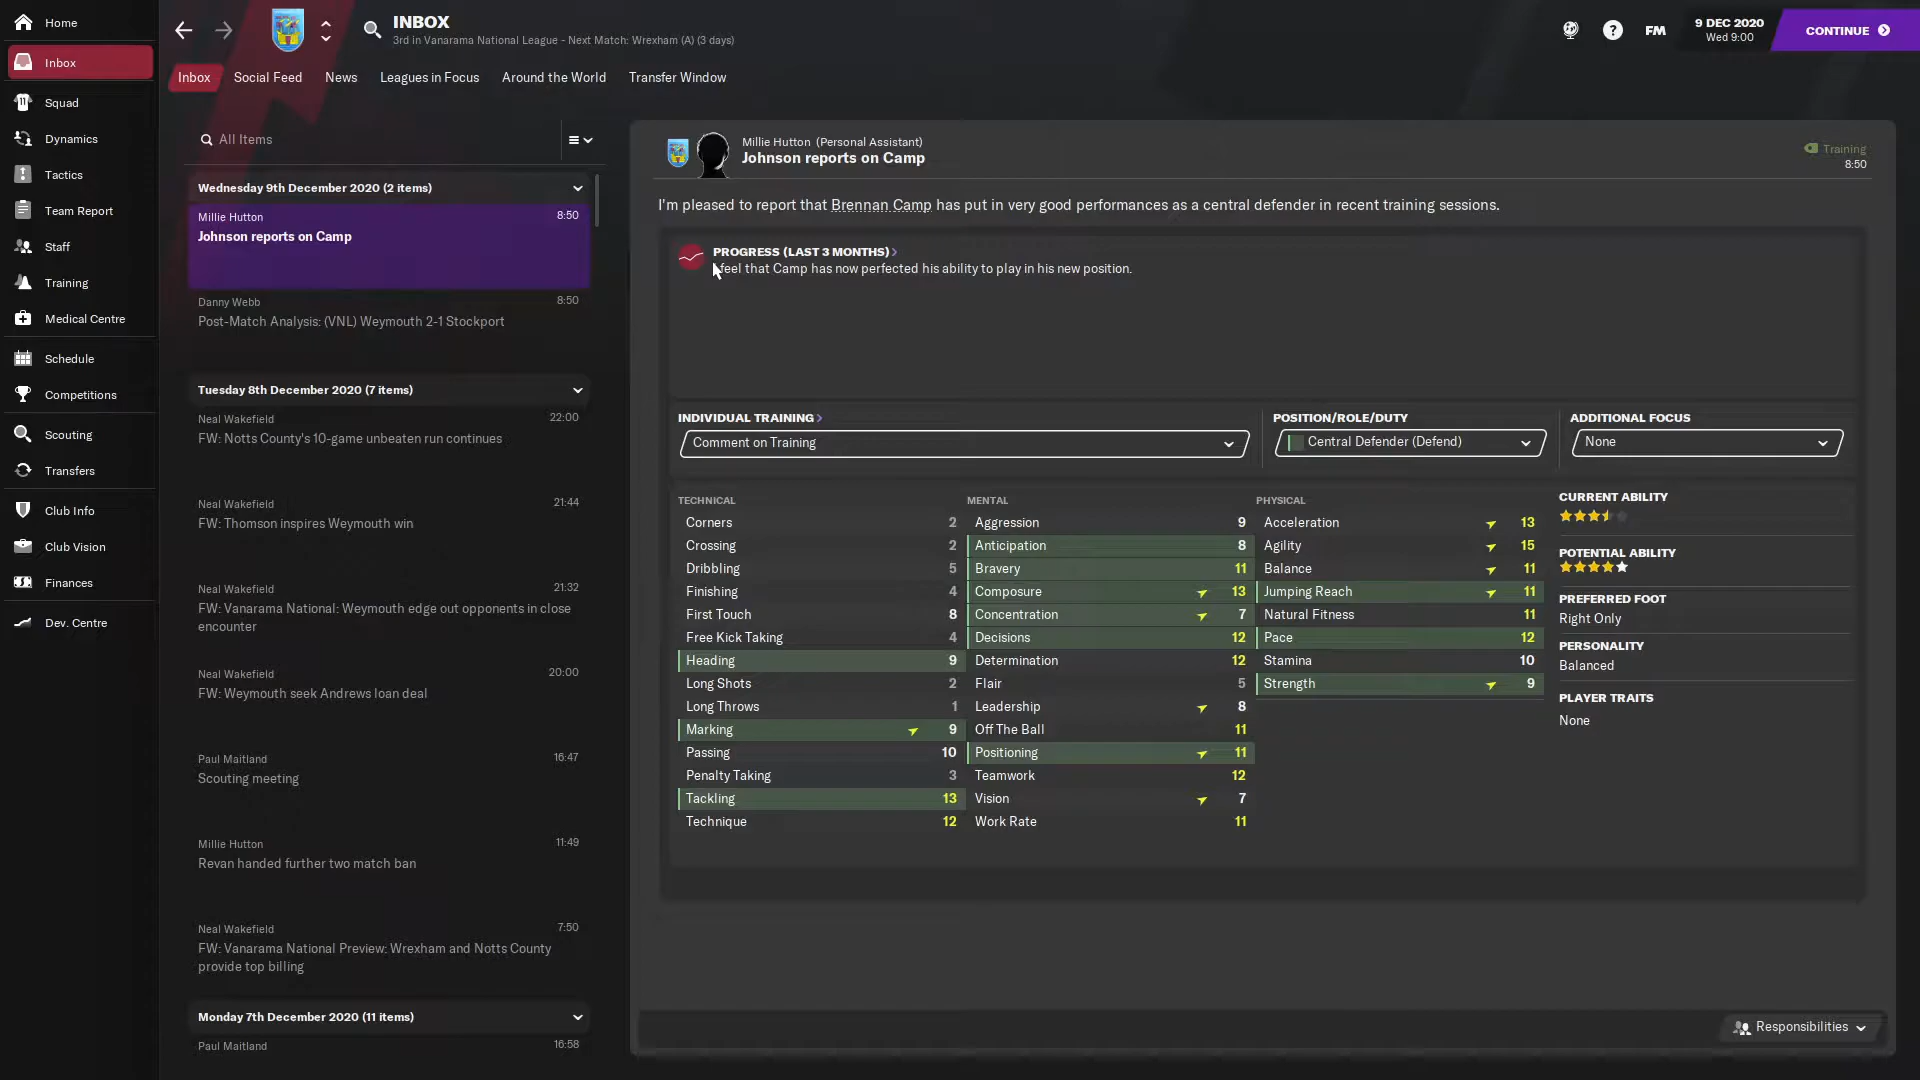 Home
Inbox
Squad
Dynamics
Tactics
Team Report
Staff
Training
Medical Centre
Schedule
Competitions
Scouting
Transfers
Club Info
Club Vision
Finances
Dev. Centre
INBOX
3rd in Vanarama National League - Next Match: Wrexham (A) (3 days)
FM
9 DEC 2020
Wed 9:00
CONTINUE
Inbox
Social Feed
News
Leagues in Focus
Around the World
Transfer Window
All Items
Wednesday 9th December 2020 (2 items)
Millie Hutton 8:50
Johnson reports on Camp
Danny Webb 8:50
Post-Match Analysis: (VNL) Weymouth 2-1 Stockport
Tuesday 8th December 2020 (7 items)
Neal Wakefield 22:00
FW: Notts County's 10-game unbeaten run continues
Neal Wakefield 21:44
FW: Thomson inspires Weymouth win
Neal Wakefield 21:32
FW: Vanarama National: Weymouth edge out opponents in close
encounter
Neal Wakefield 20:00
FW: Weymouth seek Andrews loan deal
Paul Maitland 16:47
Scouting meeting
Millie Hutton 11:49
Revan handed further two match ban
Neal Wakefield 7:50
FW: Vanarama National Preview: Wrexham and Notts County
provide top billing
Monday 7th December 2020 (11 items)
Paul Maitland 16:58
Millie Hutton (Personal Assistant)
Johnson reports on Camp
Training
8:50
I'm pleased to report that Brennan Camp has put in very good performances as a central defender in recent training sessions.
PROGRESS (LAST 3 MONTHS)
feel that Camp has now perfected his ability to play in his new position.
INDIVIDUAL TRAINING
Comment on Training
POSITION/ROLE/DUTY
Central Defender (Defend)
ADDITIONAL FOCUS
None
TECHNICAL
Corners 2
Crossing 2
Dribbling 5
Finishing 4
First Touch 8
Free Kick Taking 4
Heading 9
Long Shots 2
Long Throws 1
Marking 9
Passing 10
Penalty Taking 3
Tackling 13
Technique 12
MENTAL
Aggression 9
Anticipation 8
Bravery 11
Composure 13
Concentration 7
Decisions 12
Determination 12
Flair 5
Leadership 8
Off The Ball 11
Positioning 11
Teamwork 12
Vision 7
Work Rate 11
PHYSICAL
Acceleration 13
Agility 15
Balance 11
Jumping Reach 11
Natural Fitness 11
Pace 12
Stamina 10
Strength 9
CURRENT ABILITY
POTENTIAL ABILITY
PREFERRED FOOT
Right Only
PERSONALITY
Balanced
PLAYER TRAITS
None
Responsibilities